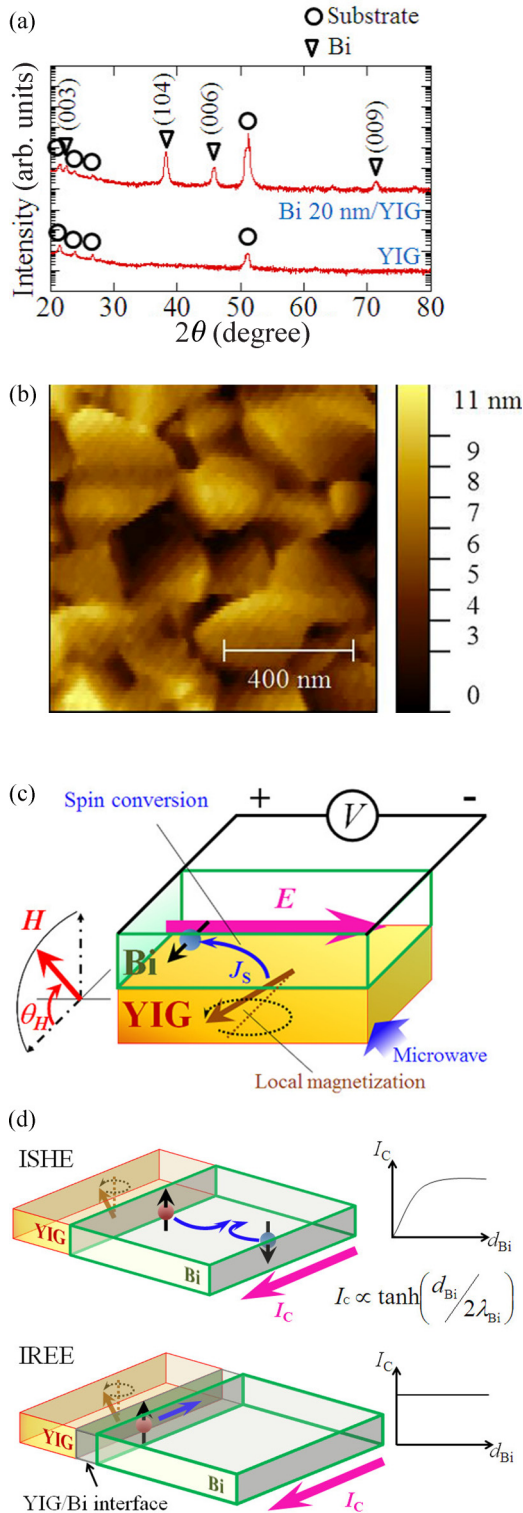 (a)
○ Substrate
▽ Bi
Intensity (arb. units)
(003)
(104)
(006)
(009)
Bi 20 nm/YIG
YIG
20 30 40 50 60 70 80
2θ (degree)
(b)
11 nm
9
8
7
6
5
4
3
0
400 nm
(c)
Spin conversion
+ V -
E
H
θH
Bi
JS
YIG
Microwave
Local magnetization
(d)
ISHE
YIG
Bi
IC
IC
dBi
Ic ∝ tanh(dBi/2λBi)
IREE
YIG
Bi
IC
YIG/Bi interface
IC
dBi